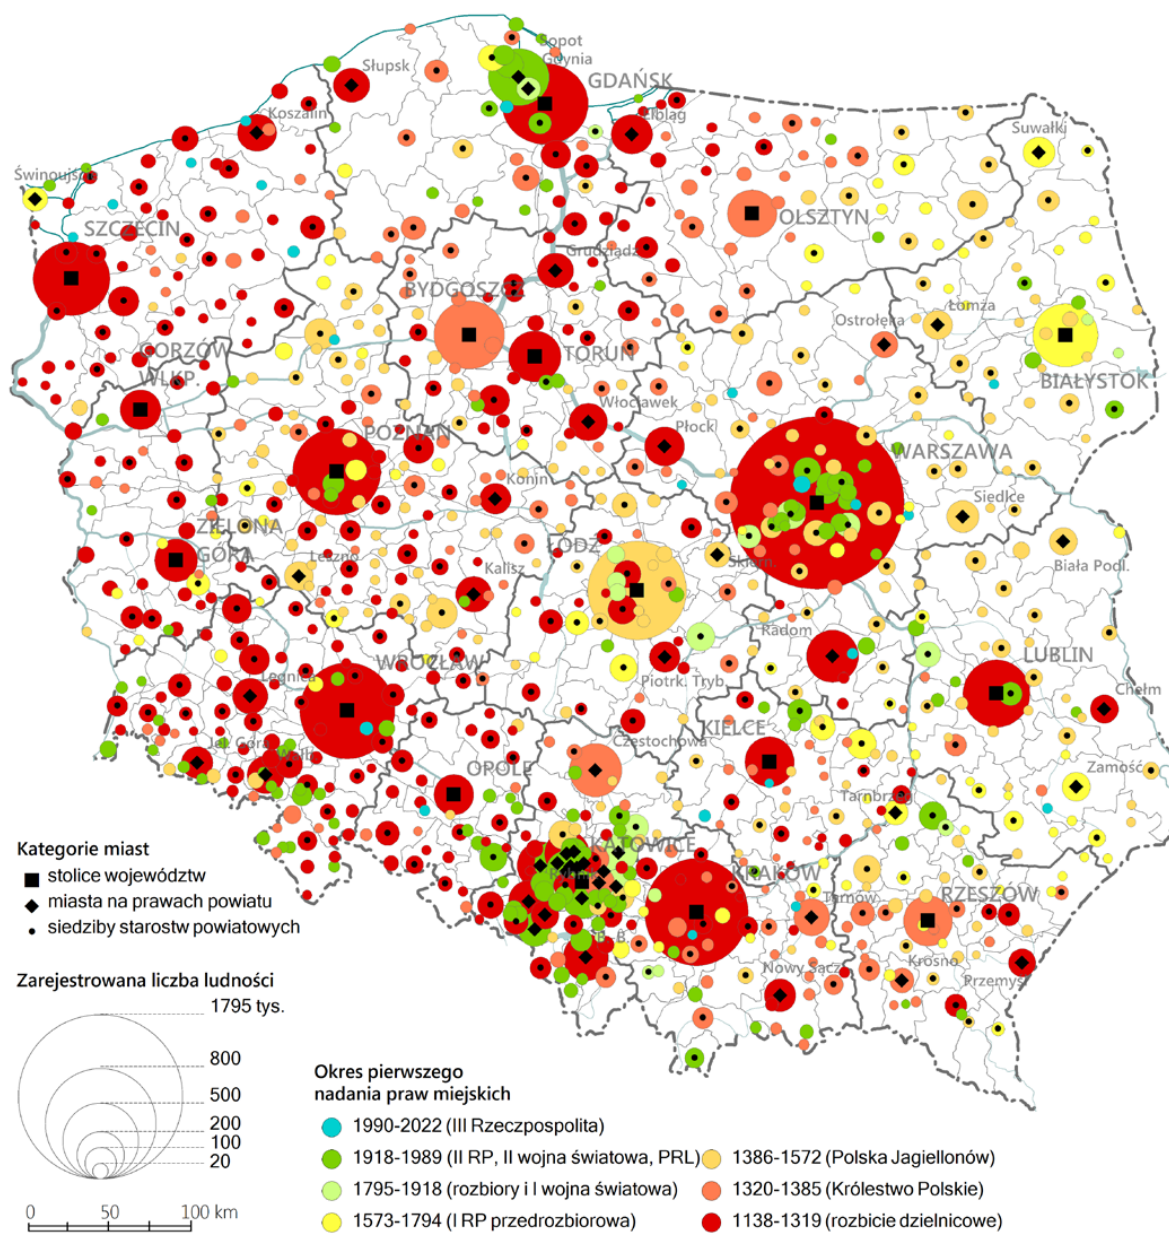 Sopot
Gdynia
GDAŃSK
Słupsk
Koszalin
Elbląg
Suwałki
Świnoujście
SZCZECIN
OLSZTYN
Grudziądz
BYDGOSZCZ
Łomża
Ostrołęka
GORZÓW
WLKP.
TORUŃ
BIAŁYSTOK
Włocławek
POZNAŃ
Płock
WARSZAWA
Konin
Siedlce
ZIELONA
GÓRA
Leszno
ŁÓDŹ
Skiern.
Biała Podl.
Kalisz
Radom
WROCŁAW
LUBLIN
Legnica
Piotrk. Tryb.
Chełm
KIELCE
Jel. Góra
Wałb.
Częstochowa
OPOLE
Zamość
Tarnbrzeg
KATOWICE
KRAKÓW
RZESZÓW
Tarnów
B.-B.
Nowy Sącz
Krosno
Przemyśl
Kategorie miast
stolice województw
miasta na prawach powiatu
siedziby starostw powiatowych
Zarejestrowana liczba ludności
1795 tys.
800
500
200
100
20
0 50 100 km
Okres pierwszego
nadania praw miejskich
1990-2022 (III Rzeczpospolita)
1918-1989 (II RP, II wojna światowa, PRL)
1795-1918 (rozbiory i I wojna światowa)
1573-1794 (I RP przedrozbiorowa)
1386-1572 (Polska Jagiellonów)
1320-1385 (Królestwo Polskie)
1138-1319 (rozbicie dzielnicowe)